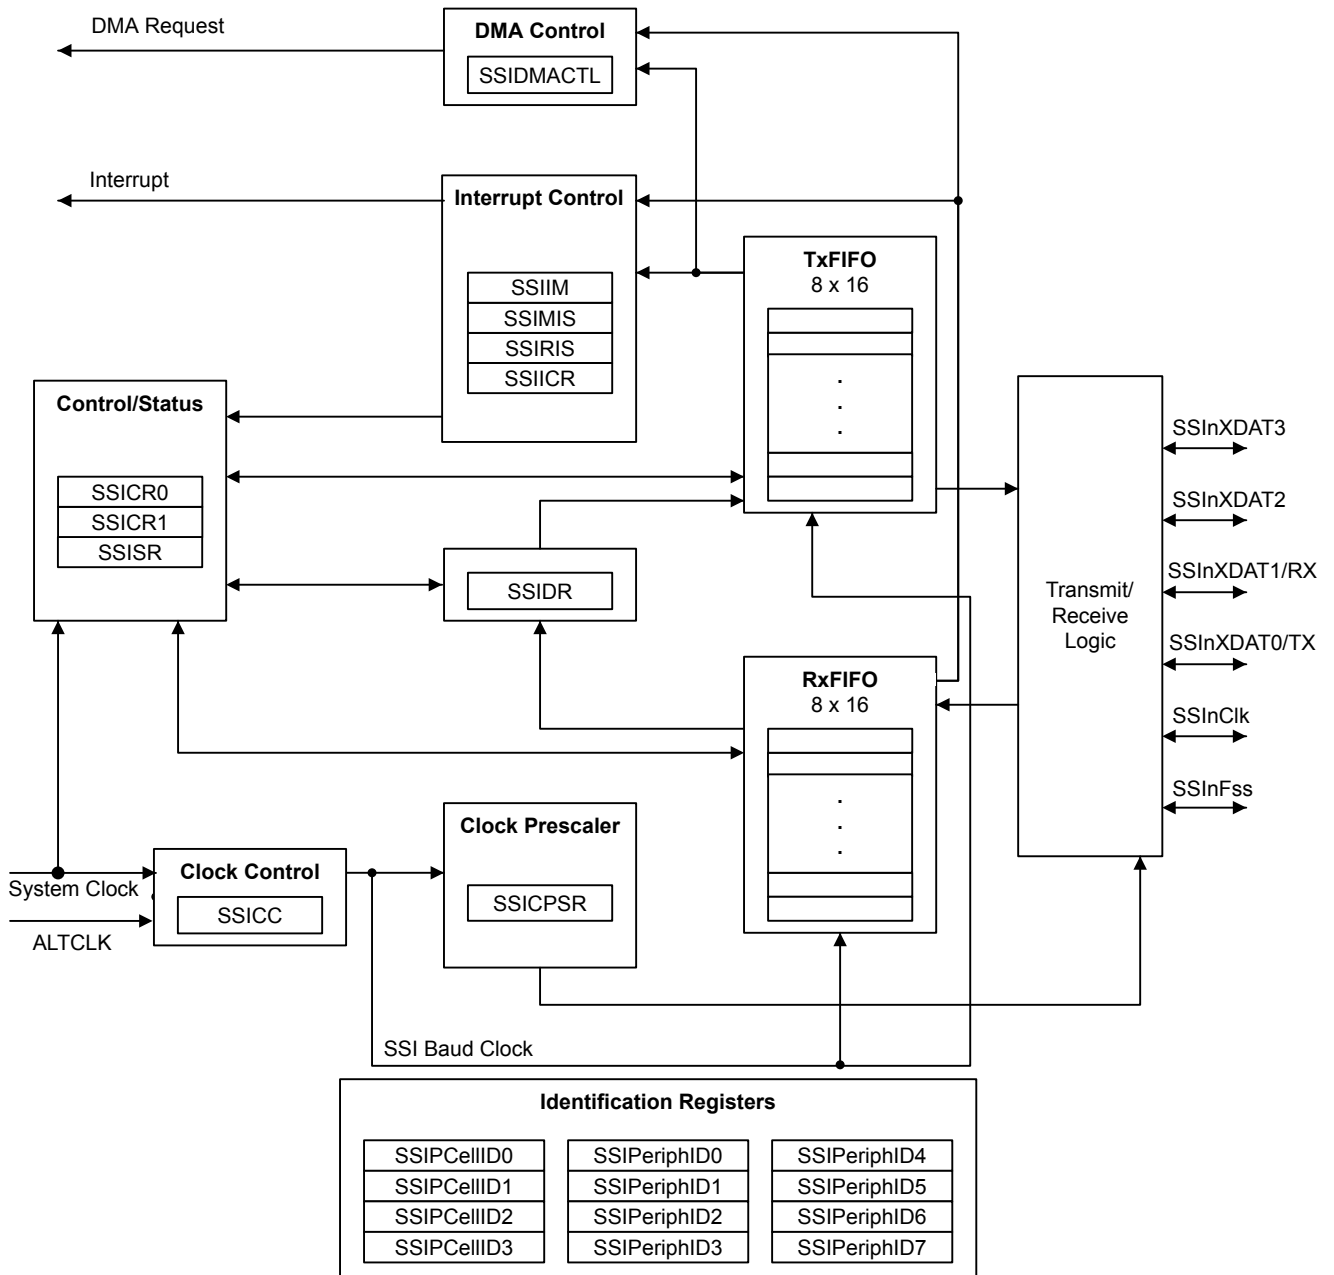 DMA Request
DMA Control
SSIDMACTL
Interrupt
Interrupt Control
SSIIM
SSIMIS
SSIRIS
SSIICR
TxFIFO
8 x 16
.
.
.
Control/Status
SSICR0
SSICR1
SSISR
SSIDR
Transmit/
Receive
Logic
SSInXDAT3
SSInXDAT2
SSInXDAT1/RX
SSInXDAT0/TX
SSInClk
SSInFss
RxFIFO
8 x 16
.
.
.
Clock Prescaler
SSICPSR
Clock Control
SSICC
System Clock
ALTCLK
SSI Baud Clock
Identification Registers
SSIPCellID0
SSIPCellID1
SSIPCellID2
SSIPCellID3
SSIPeriphID0
SSIPeriphID1
SSIPeriphID2
SSIPeriphID3
SSIPeriphID4
SSIPeriphID5
SSIPeriphID6
SSIPeriphID7